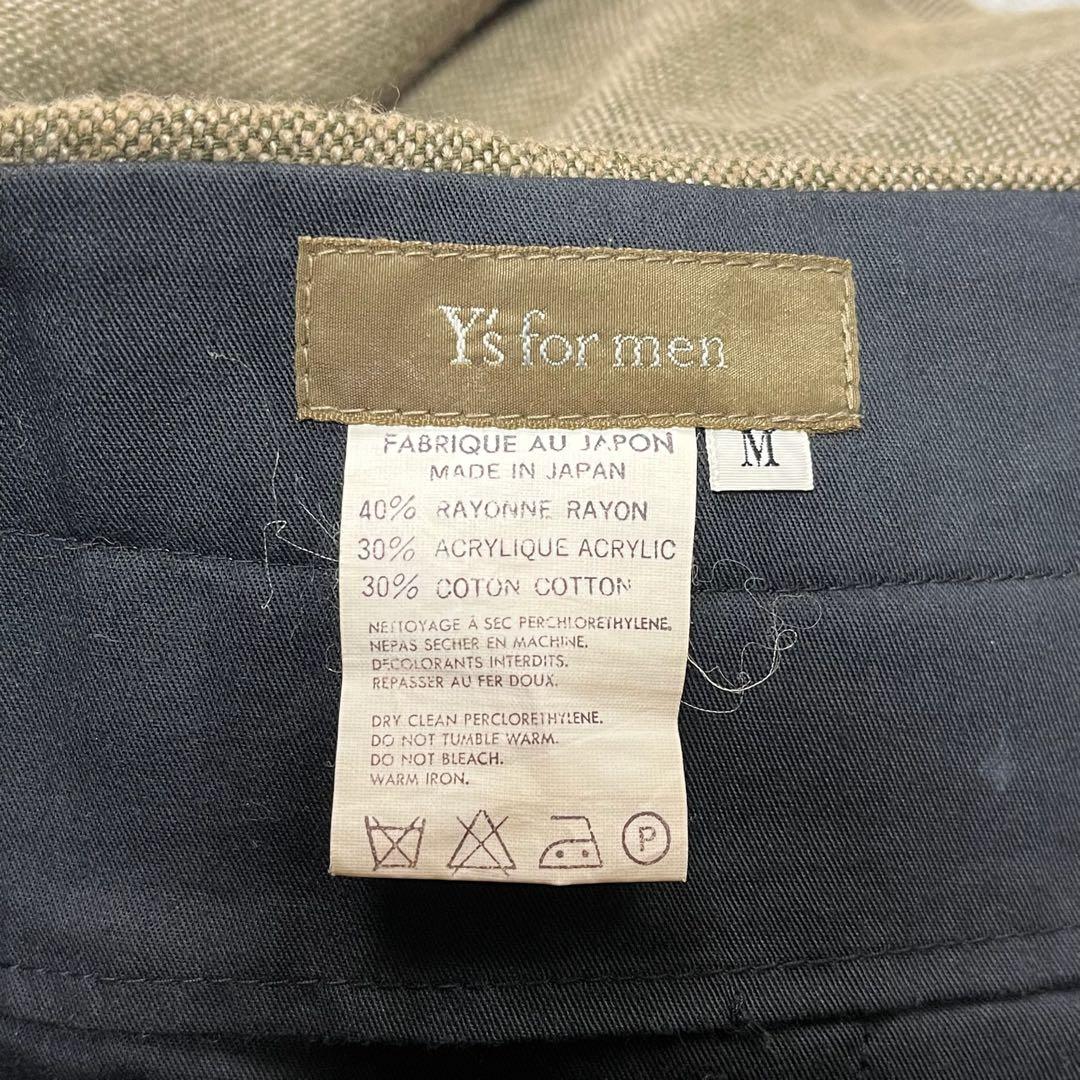 Y's for men
M
FABRIQUE AU JAPON
MADE IN JAPAN
40% RAYONNE RAYON
30% ACRYLIQUE ACRYLIC
30% COTON COTTON
NETTOYAGE À SEC PERCHLORETHYLENE.
NEPAS SECHER EN MACHINE.
DECOLORANTS INTERDITS.
REPASSER AU FER DOUX.
DRY CLEAN PERCLORETHYLENE.
DO NOT TUMBLE WARM.
DO NOT BLEACH.
WARM IRON.
P